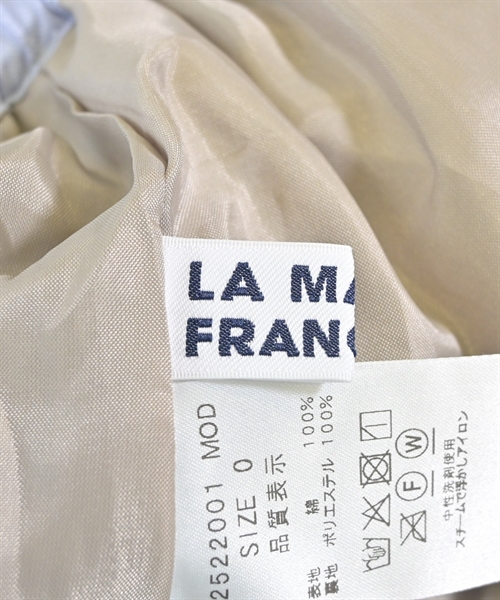 LA MA
FRAN
2522001 MOD
SIZE 0
品質表示
表地 綿 100%
裏地 ポリエステル 100%
F W
中性洗剤使用
スチームで浮かしアイロン